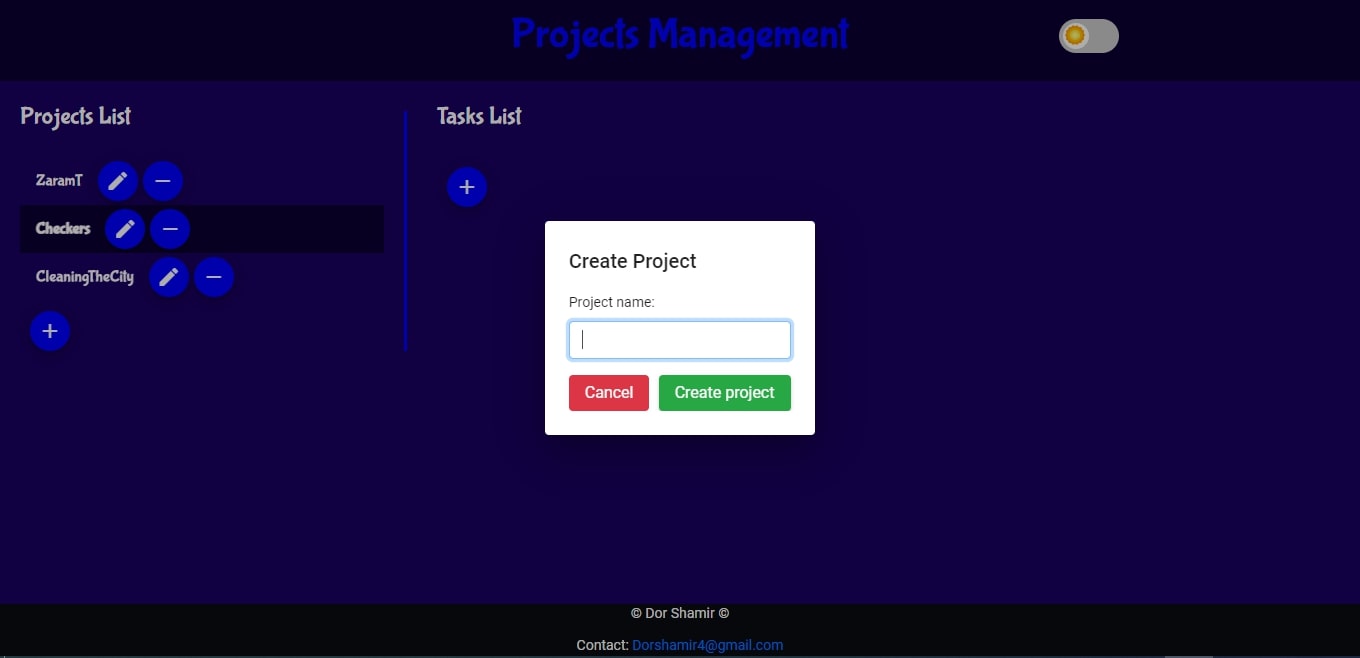 Projects Management
Projects List
Tasks List
ZaramT
Checkers
CleaningTheCity
Create Project
Project name:
Cancel
Create project
© Dor Shamir ©
Contact: Dorshamir4@gmail.com